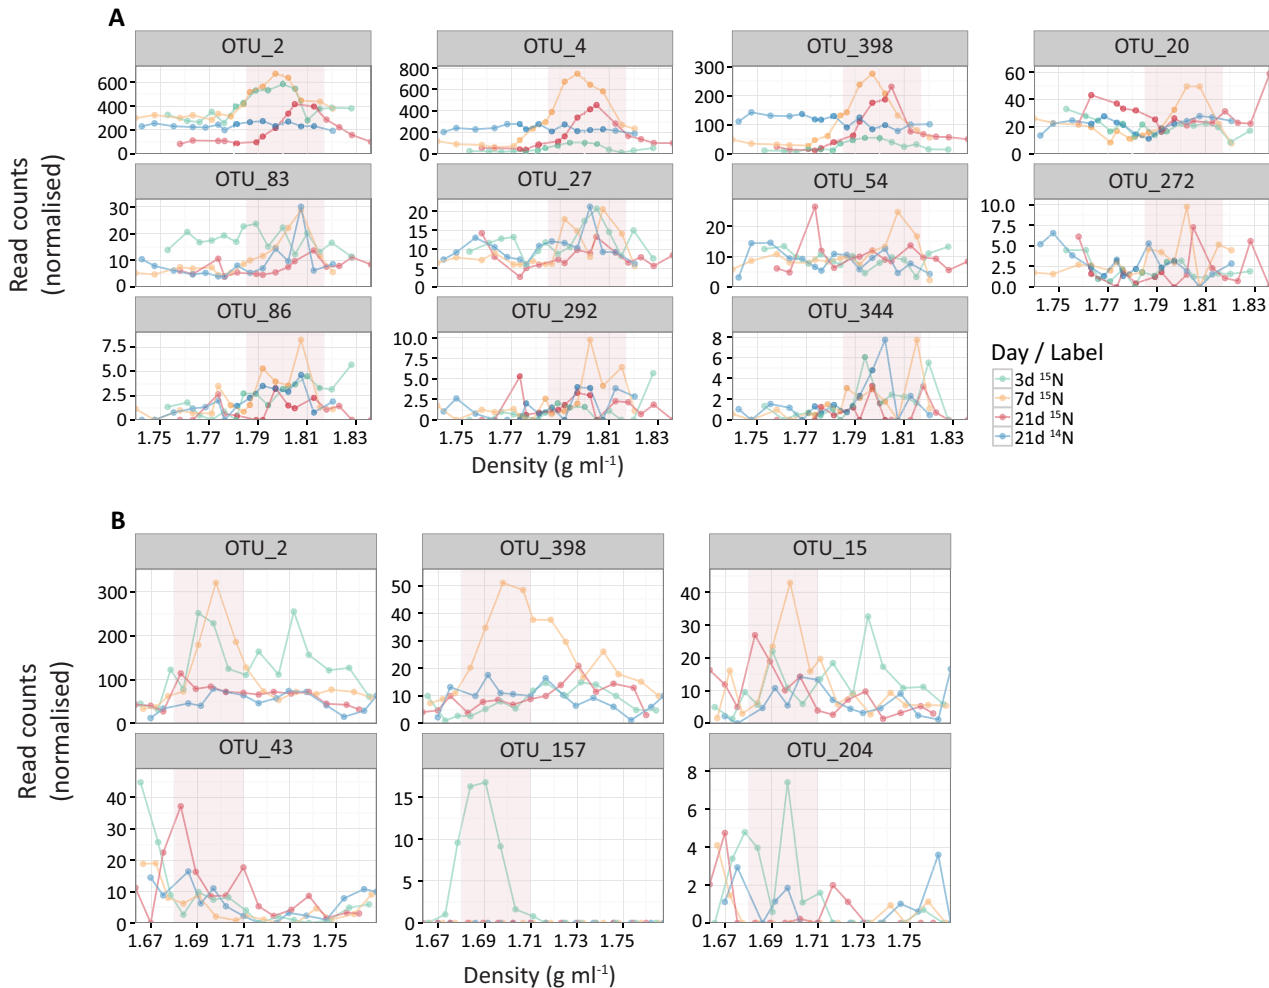 A
OTU_2 OTU_4 OTU_398 OTU_20
600 400 200 0
800 600 400 200 0
300 200 100 0
60 40 20 0
OTU_83 OTU_27 OTU_54 OTU_272
30 20 10 0
20 15 10 5 0
20 10 0
10.0 7.5 5.0 2.5 0.0
1.75 1.77 1.79 1.81 1.83
OTU_86 OTU_292 OTU_344
7.5 5.0 2.5 0
10.0 7.5 5.0 2.5 0
8 6 4 2 0
1.75 1.77 1.79 1.81 1.83
1.75 1.77 1.79 1.81 1.83
1.75 1.77 1.79 1.81 1.83
Read counts
(normalised)
Density (g ml⁻¹)
Day / Label
3d ¹⁵N
7d ¹⁵N
21d ¹⁵N
21d ¹⁴N
B
OTU_2 OTU_398 OTU_15
300 200 100 0
50 40 30 20 10 0
40 30 20 10 0
OTU_43 OTU_157 OTU_204
40 30 20 10 0
15 10 5 0
8 6 4 2 0
1.67 1.69 1.71 1.73 1.75
1.67 1.69 1.71 1.73 1.75
1.67 1.69 1.71 1.73 1.75
Read counts
(normalised)
Density (g ml⁻¹)